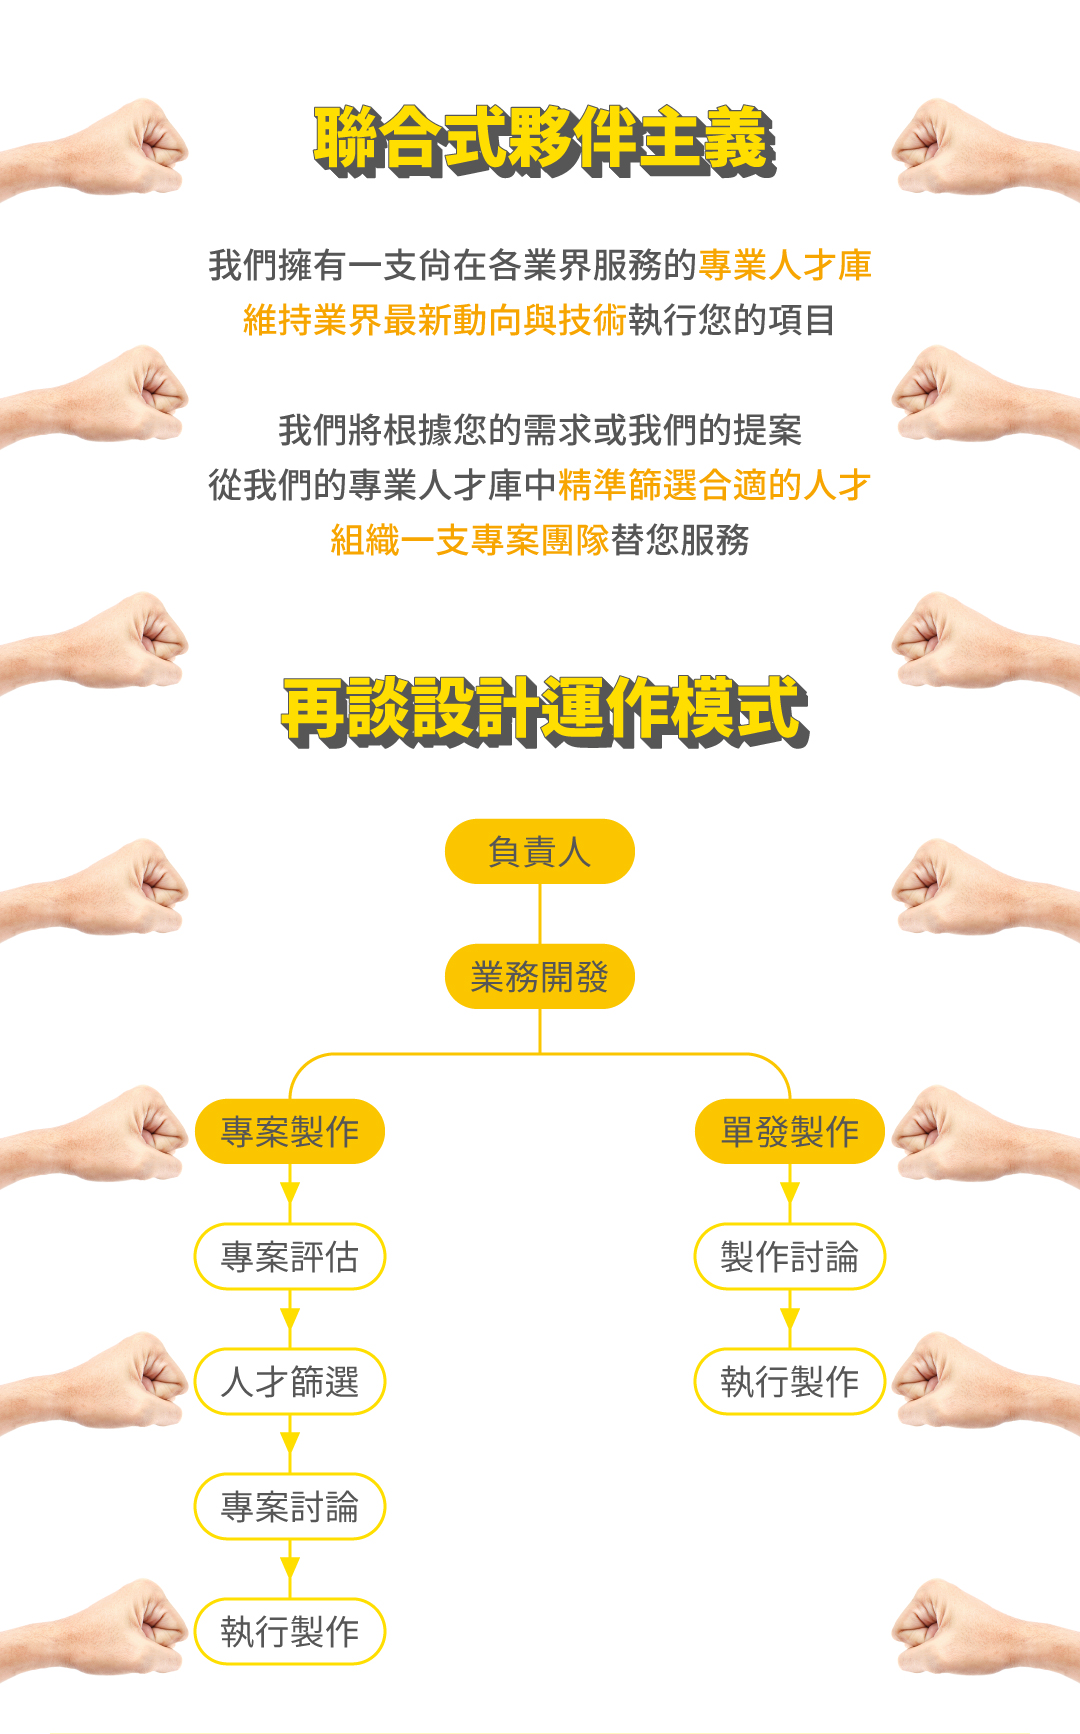 聯合式夥伴主義
我們擁有一支尚在各業界服務的專業人才庫
維持業界最新動向與技術執行您的項目
我們將根據您的需求或我們的提案
從我們的專業人才庫中精準篩選合適的人才
組織一支專案團隊替您服務
再談設計運作模式
負責人
業務開發
專案製作
單發製作
專案評估
製作討論
人才篩選
執行製作
專案討論
執行製作